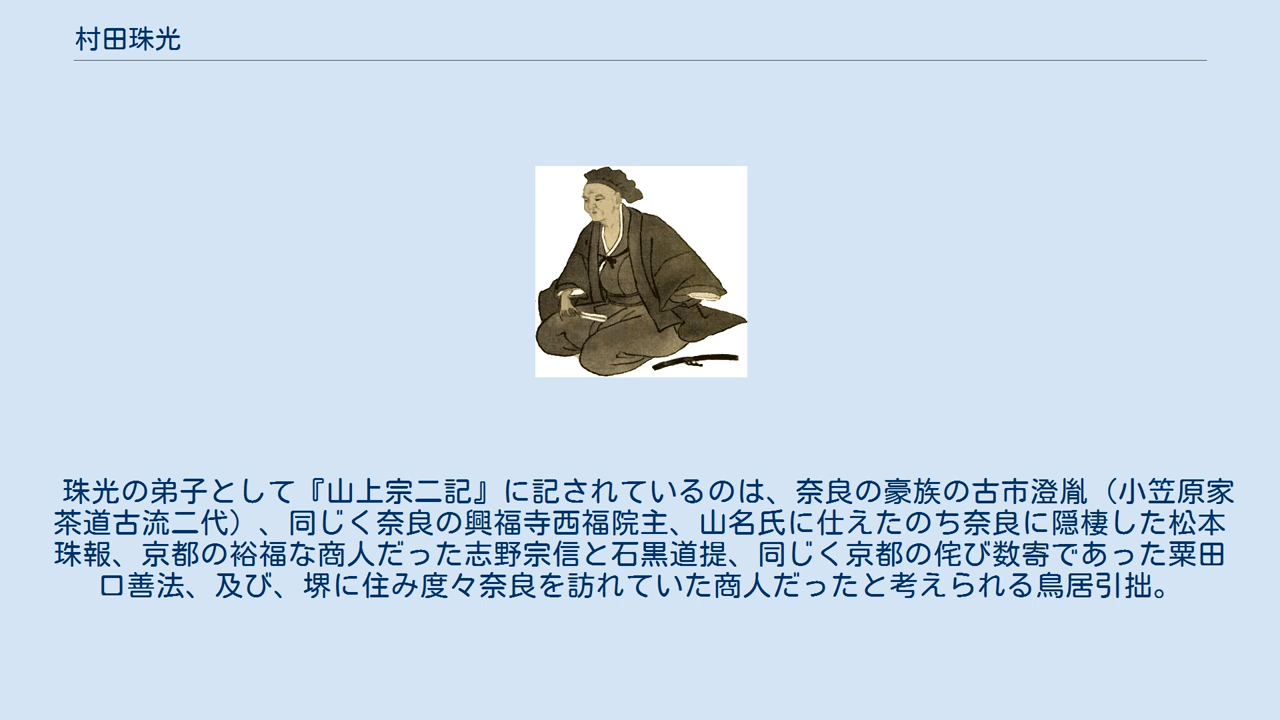 村田珠光
珠光の弟子として『山上宗二記』に記されているのは、奈良の豪族の古市澄胤（小笠原家
茶道古流二代）、同じく奈良の興福寺西福院主、山名氏に仕えたのち奈良に隠棲した松本
珠報、京都の裕福な商人だった志野宗信と石黒道提、同じく京都の侘び数寄であった粟田
口善法、及び、堺に住み度々奈良を訪れていた商人だったと考えられる鳥居引拙。